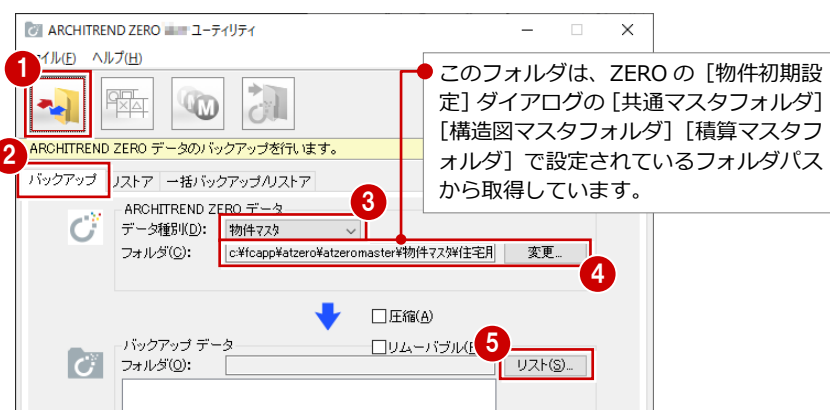 ARCHITREND ZERO ユーティリティ
イル(F) ヘルプ(H)
1
このフォルダは、ZERO の［物件初期設
定］ダイアログの［共通マスタフォルダ］
［構造図マスタフォルダ］［積算マスタフ
ォルダ］で設定されているフォルダパス
から取得しています。
ARCHITREND ZERO データのバックアップを行います。
2
バックアップ リストア 一括バックアップ/リストア
3
ARCHITREND ZERO データ
データ種別(D): 物件マスタ
フォルダ(C): c:¥fcapp¥atzero¥atzeromaster¥物件マスタ¥住宅用 変更...
4
圧縮(A)
バックアップ データ
リムーバブル(
5
フォルダ(O): リスト(S)...